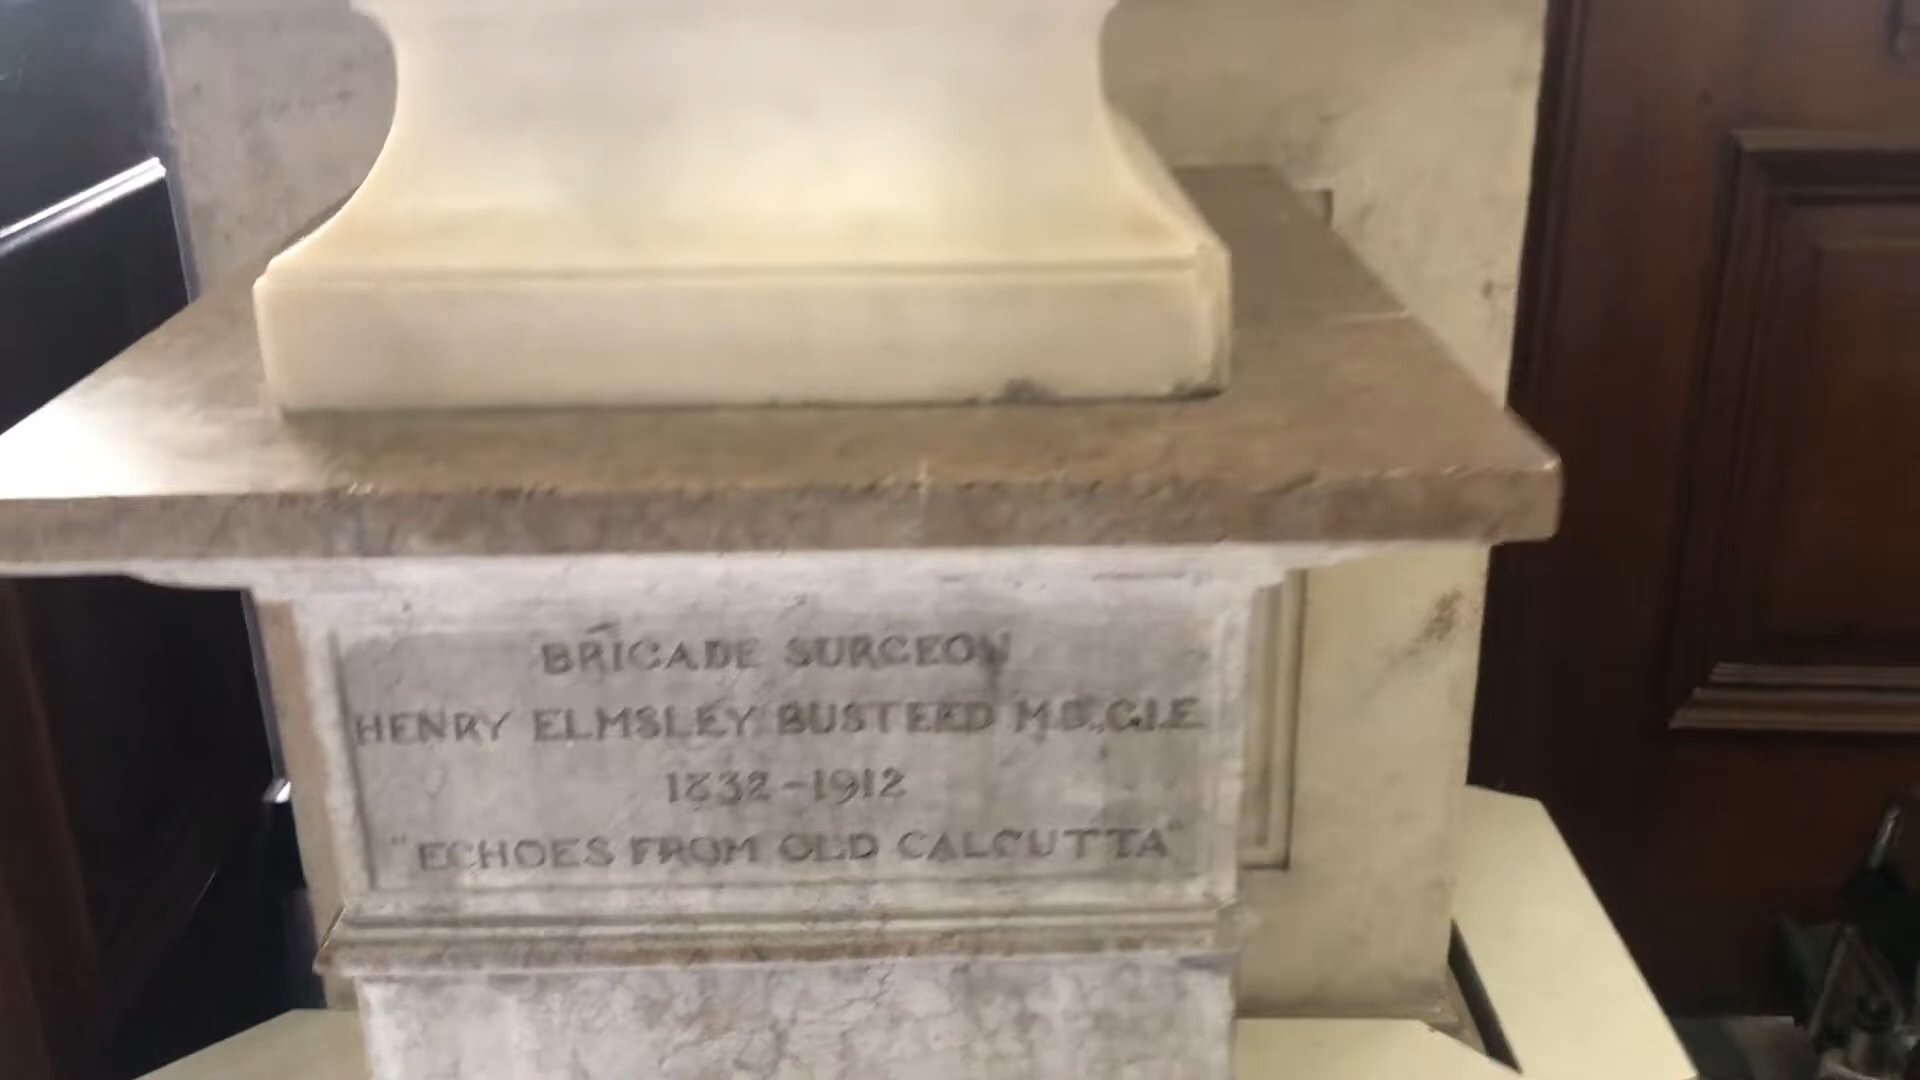 BRIGADE SURGEON
HENRY ELMSLEY BUSTEED M.D., C.I.E.
1832-1912
"ECHOES FROM OLD CALCUTTA"